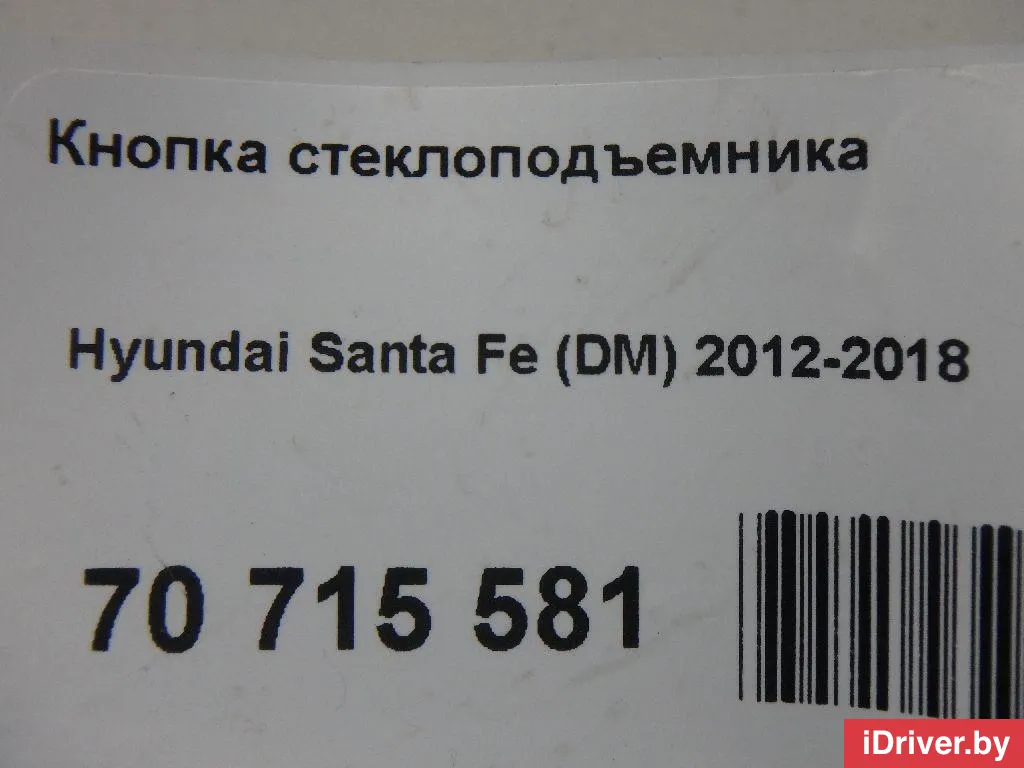 Кнопка стеклоподъемника
Hyundai Santa Fe (DM) 2012-2018
70 715 581
iDriver.by